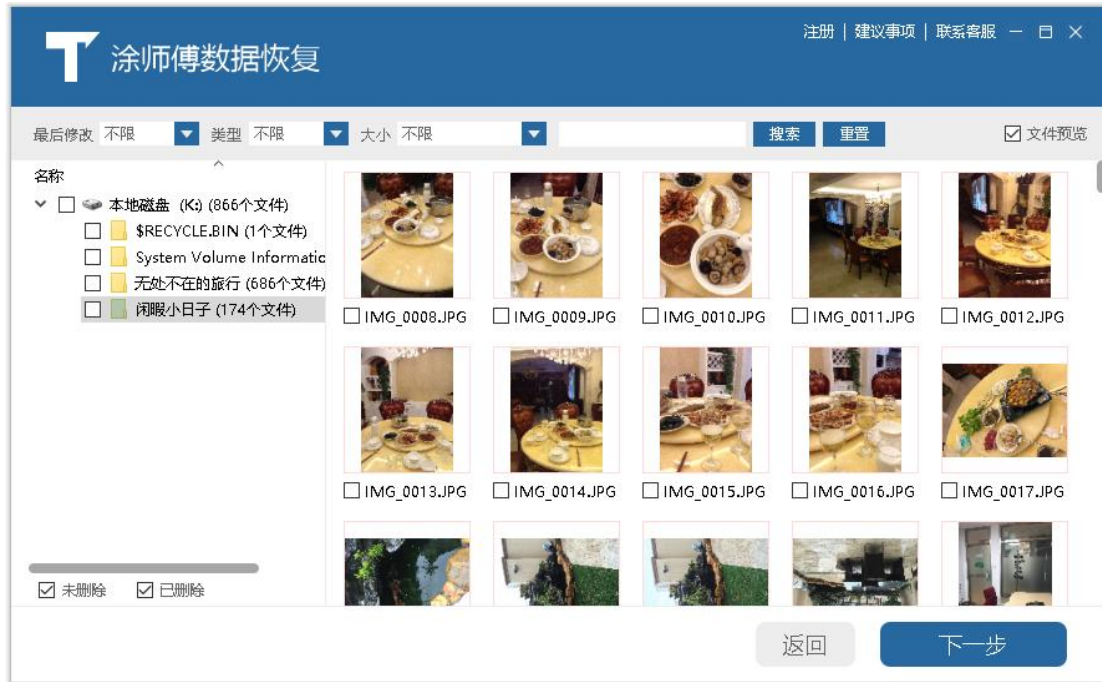 注册 | 建议事项 | 联系客服
涂师傅数据恢复
最后修改 不限 类型 不限 大小 不限 搜索 重置 文件预览
名称
本地磁盘 (K:) (866个文件)
$RECYCLE.BIN (1个文件)
System Volume Informatic
无处不在的旅行 (686个文件)
闲暇小日子 (174个文件)
IMG_0008.JPG IMG_0009.JPG IMG_0010.JPG IMG_0011.JPG IMG_0012.JPG
IMG_0013.JPG IMG_0014.JPG IMG_0015.JPG IMG_0016.JPG IMG_0017.JPG
未删除 已删除
返回 下一步